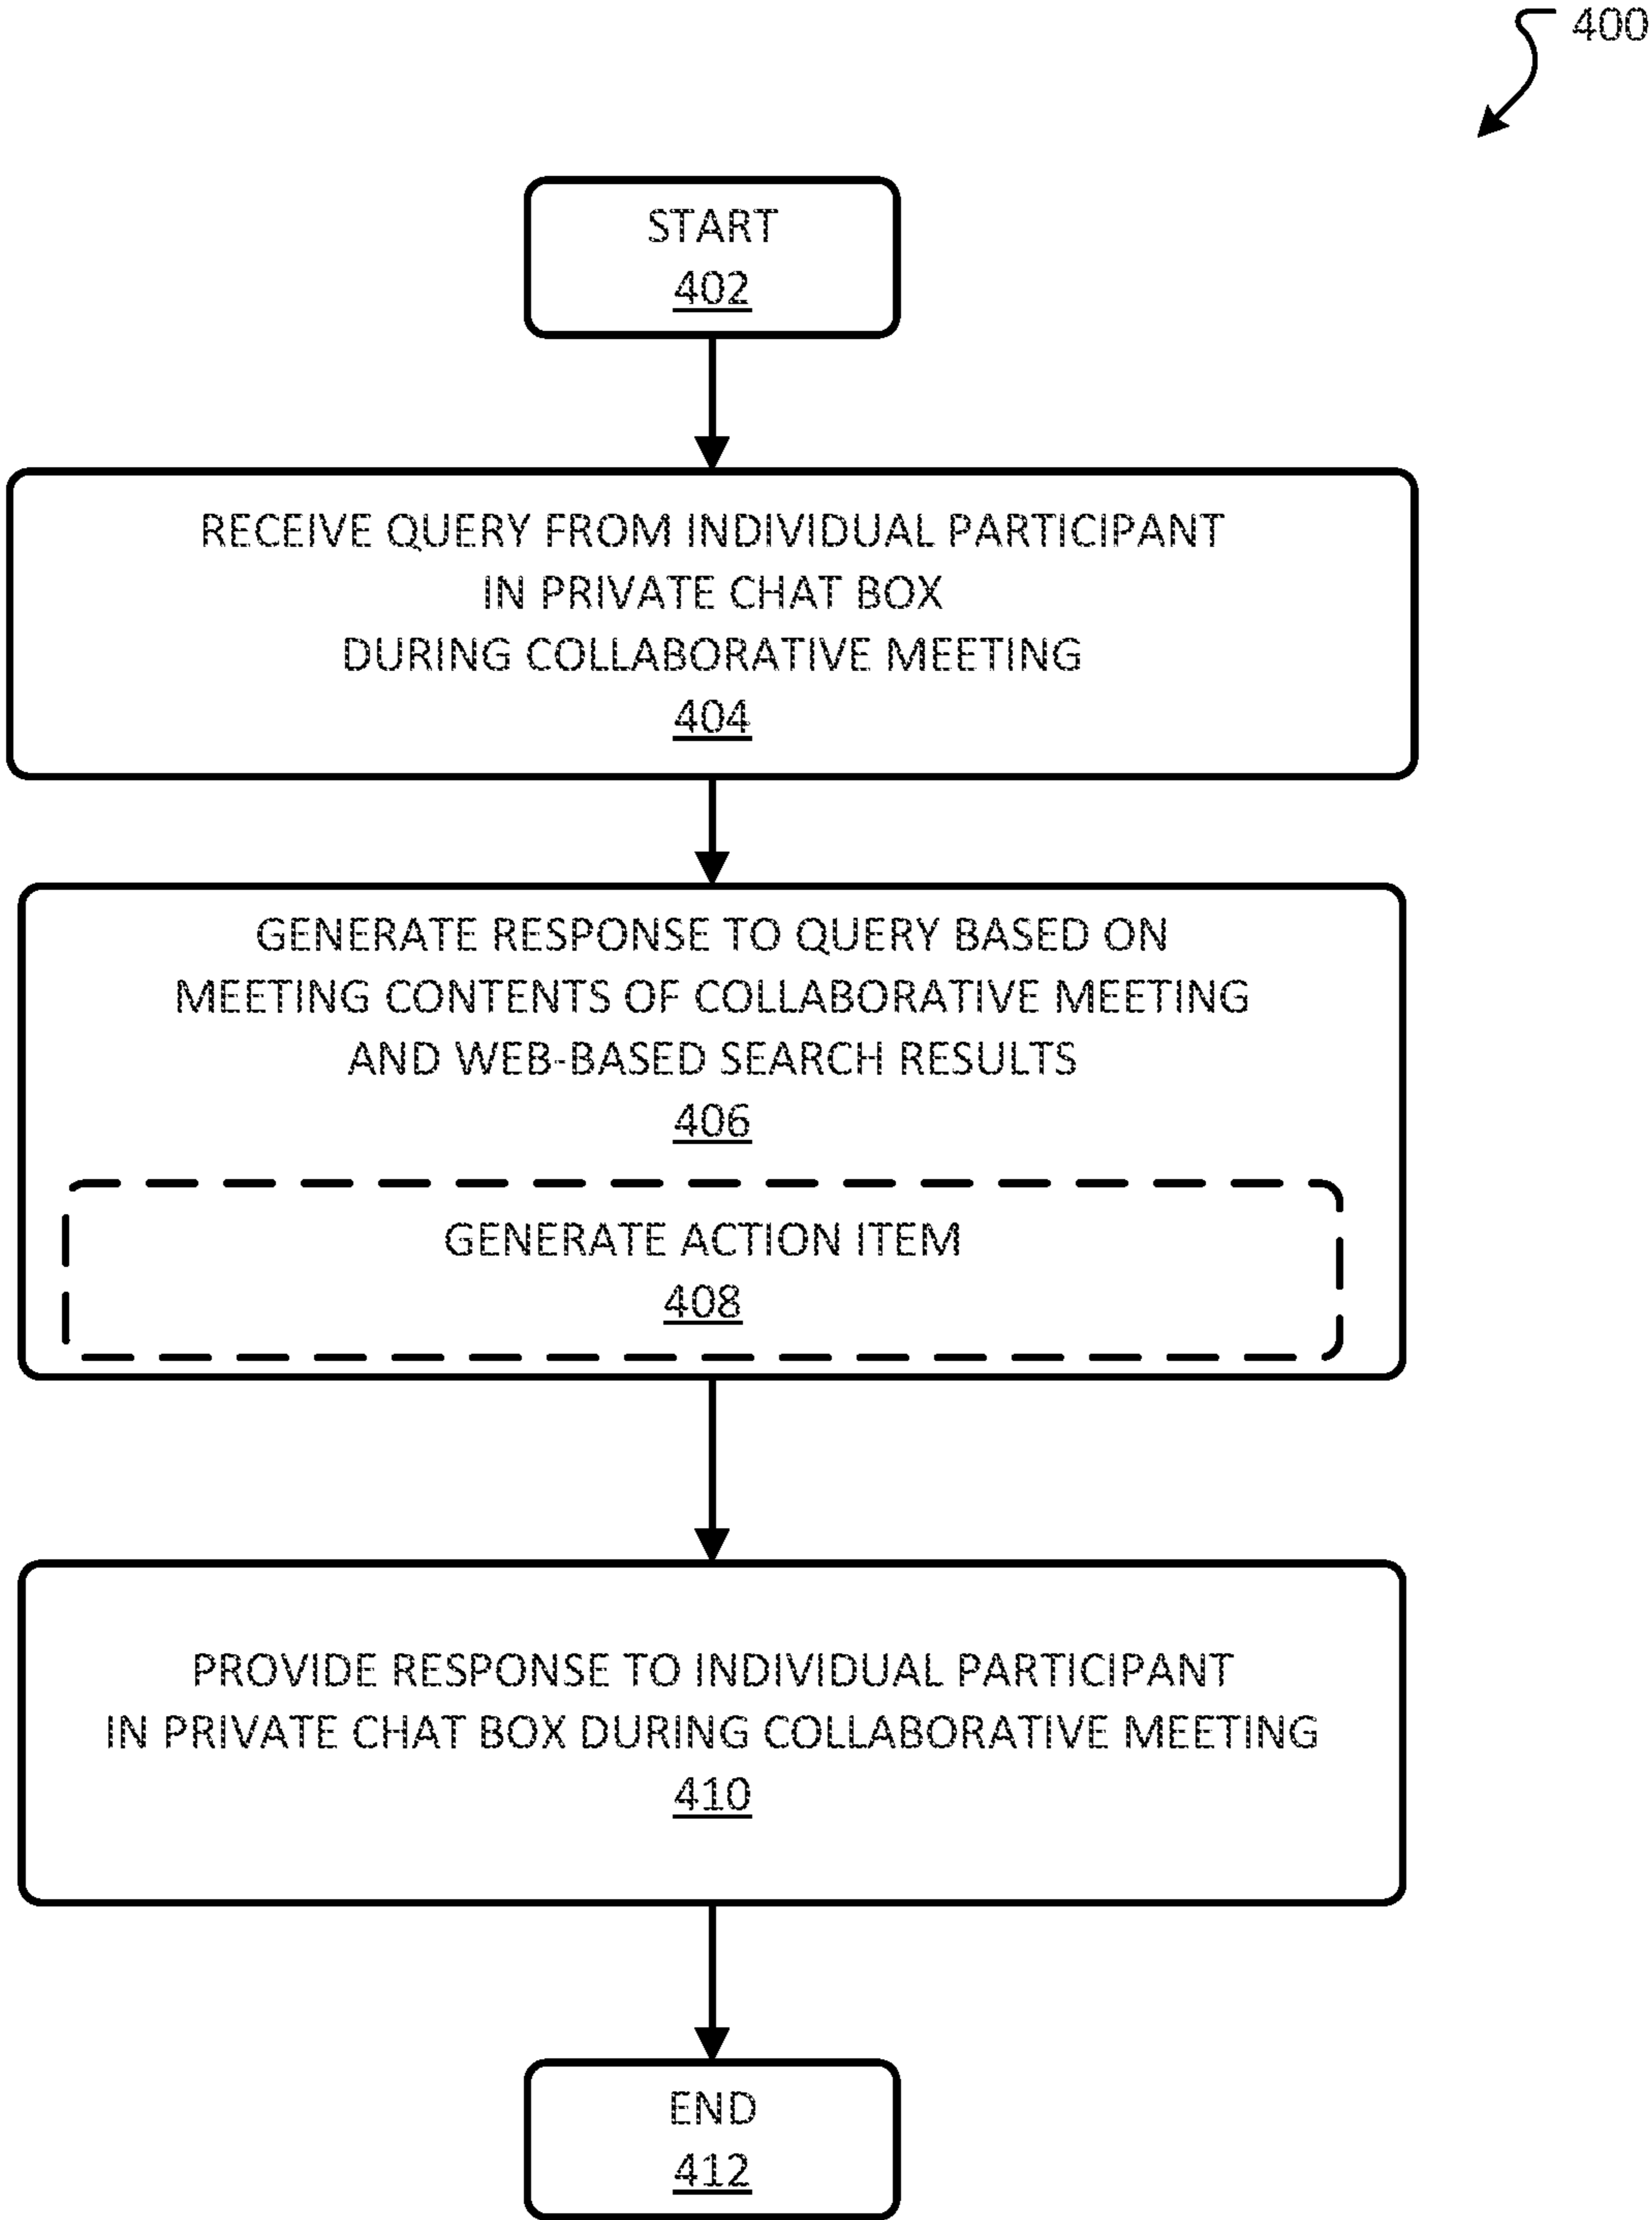 400
START
402
RECEIVE QUERY FROM INDIVIDUAL PARTICIPANT
IN PRIVATE CHAT BOX
DURING COLLABORATIVE MEETING
404
GENERATE RESPONSE TO QUERY BASED ON
MEETING CONTENTS OF COLLABORATIVE MEETING
AND WEB-BASED SEARCH RESULTS
406
GENERATE ACTION ITEM
408
PROVIDE RESPONSE TO INDIVIDUAL PARTICIPANT
IN PRIVATE CHAT BOX DURING COLLABORATIVE MEETING
410
END
412